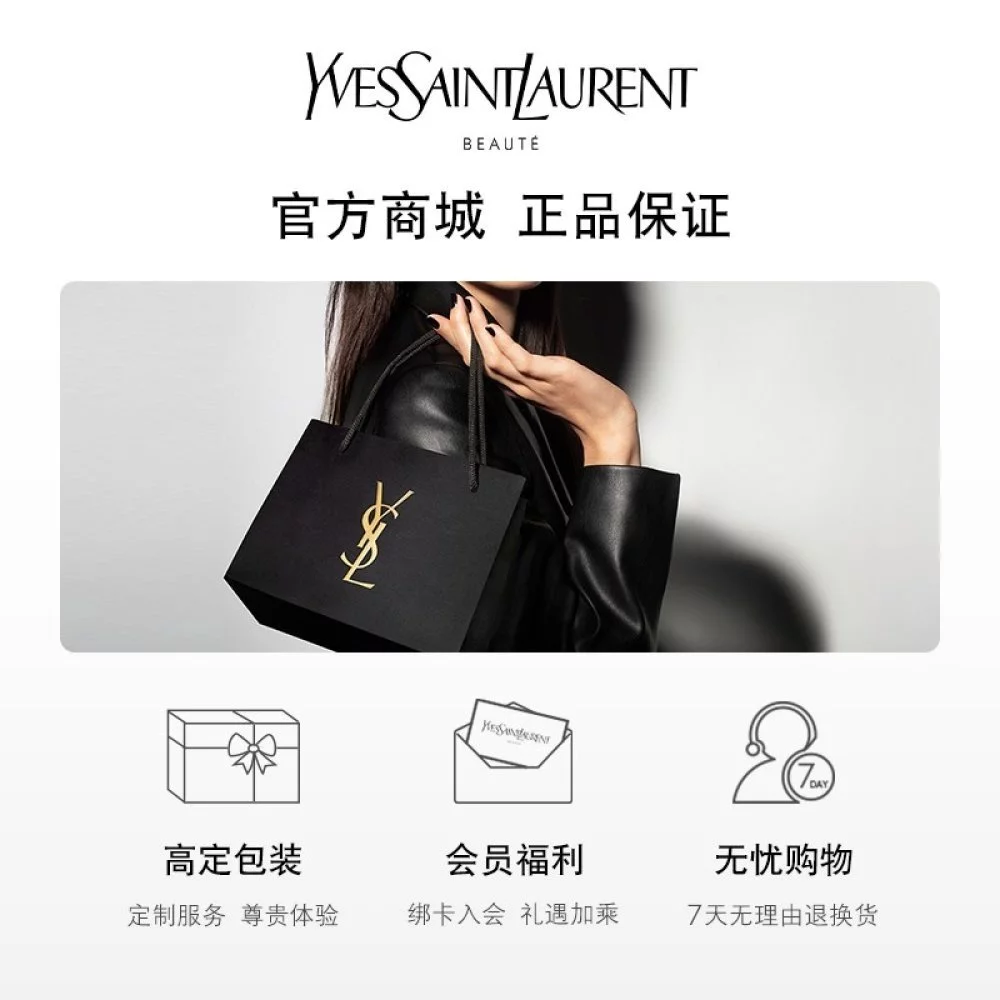 YVESSAINTLAURENT
BEAUTÉ
官方商城 正品保证
YSL
YVESSAINTLAURENT
7DAY
高定包装 会员福利 无忧购物
定制服务 尊贵体验 绑卡入会 礼遇加乘 7天无理由退换货